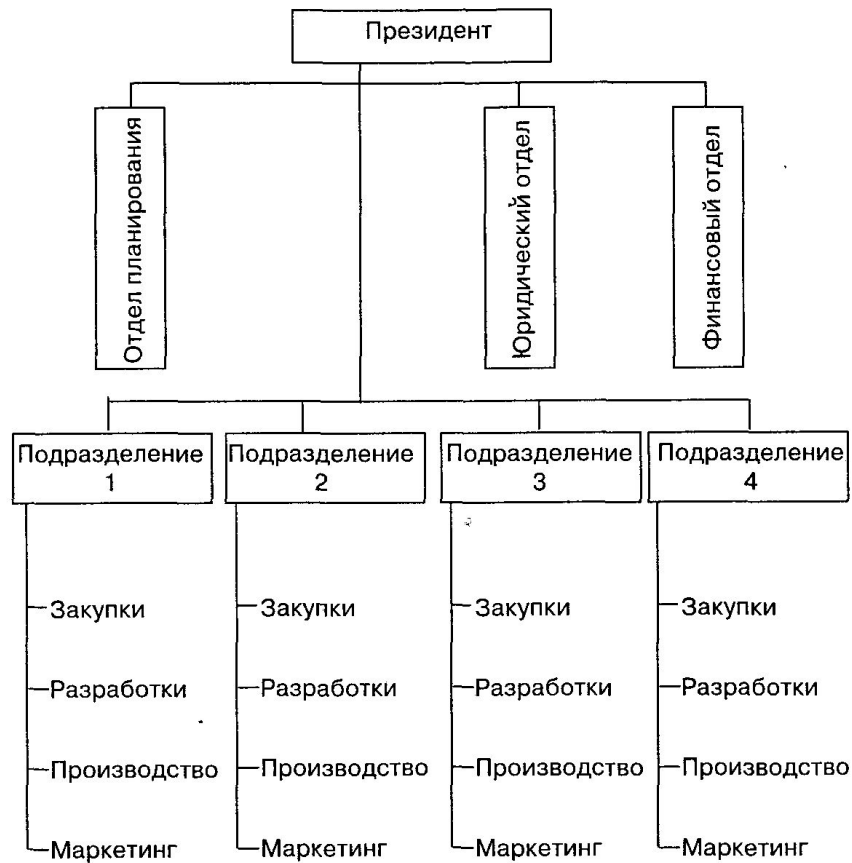 Президент
Отдел планирования
Юридический отдел
Финансовый отдел
Подразделение
1
Подразделение
2
Подразделение
3
Подразделение
4
Закупки
Закупки
Закупки
Закупки
Разработки
Разработки
Разработки
Разработки
Производство
Производство
Производство
Производство
Маркетинг
Маркетинг
Маркетинг
Маркетинг